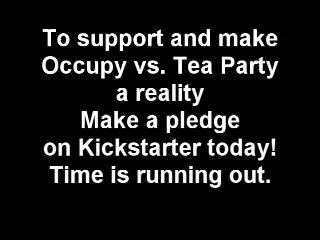 To support and make
Occupy vs. Tea Party
a reality
Make a pledge
on Kickstarter today!
Time is running out.